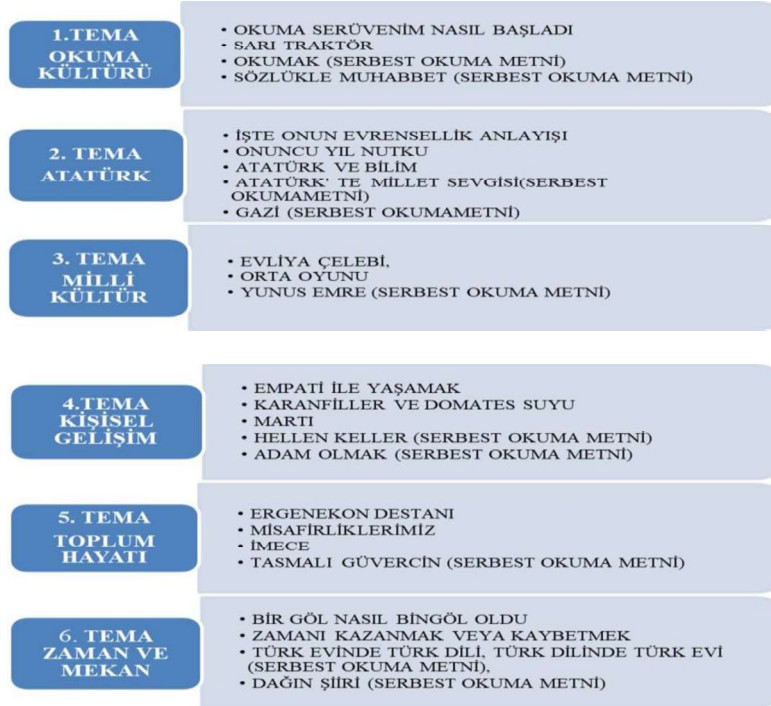 1.TEMA
OKUMA
KÜLTÜRÜ
• OKUMA SERÜVENİM NASIL BAŞLADI
- SARI TRAKTÖR
• OKUMAK (SERBEST OKUMA METNİ)
• SÖZLÜKLE MUHABBET (SERBEST OKUMA METNİ)
2. TEMA
ATATÜRK
• İŞTE ONUN EVRENSELLİK ANLAYIŞI
• ONUNCU YIL NUTKU
• ATATÜRK VE BİLİM
• ATATÜRK' TE MİLLET SEVGİSİ(SERBEST
OKUMAMETNİ)
• GAZİ (SERBEST OKUMAMETNİ)
3. TEMA
MİLLİ
KÜLTÜR
• EVLİYA ÇELEBİ,
• ORTA OYUNU
• YUNUS EMRE (SERBEST OKUMA METNİ)
4.TEMA
KİŞİSEL
GELİŞİM
• EMPATİ İLE YAŞAMAK
• KARANFİLLER VE DOMATES SUYU
• MARTI
• HELLEN KELLER (SERBEST OKUMA METNİ)
• ADAM OLMAK (SERBEST OKUMA METNİ)
5. TEMA
TOPLUM
HAYATI
• ERGENEKON DESTANI
• MİSAFİRLİKLERİMİZ
- İMECE
• TASMALI GÜVERCİN (SERBEST OKUMA METNİ)
6. TEMA
ZAMAN VE
MEKAN
• BİR GÖL NASIL BİNGÖL OLDU
• ZAMANI KAZANMAK VEYA KAYBETMEK
• TÜRK EVİNDE TÜRK DİLİ, TÜRK DİLİNDE TÜRK EVİ
(SERBEST OKUMA METNİ),
• DAĞIN ŞİİRİ (SERBEST OKUMA METNİ)